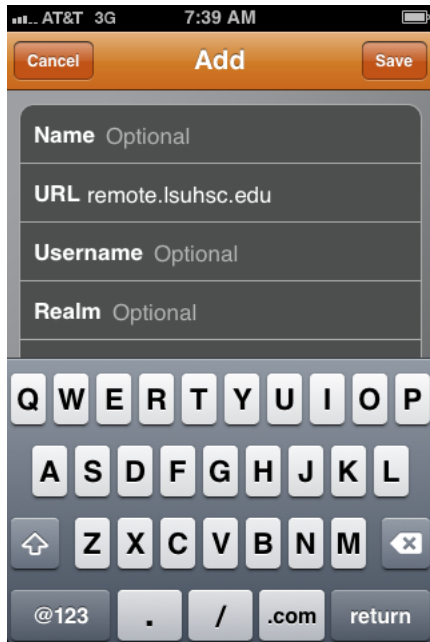 AT&T 3G 7:39 AM
Cancel Add Save
Name Optional
URL remote.lsuhsc.edu
Username Optional
Realm Optional
Q W E R T Y U I O P
A S D F G H J K L
Z X C V B N M
@123 . / .com return